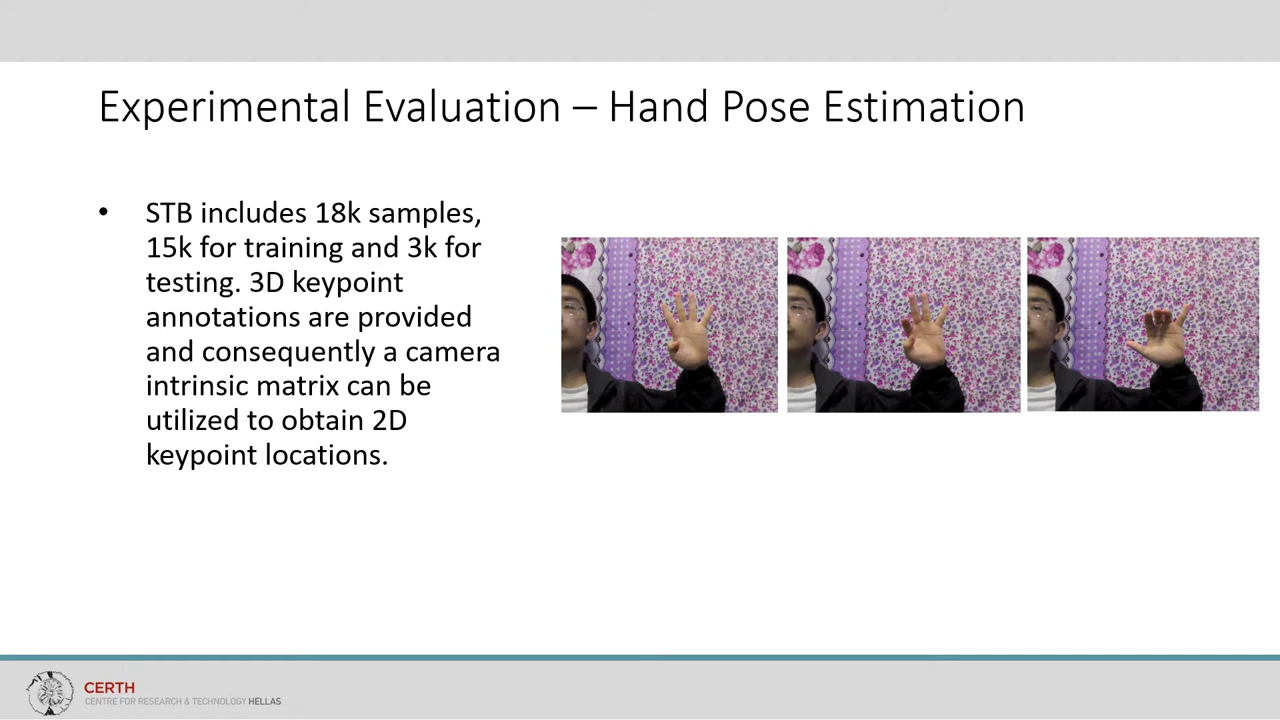 Experimental Evaluation – Hand Pose Estimation
• STB includes 18k samples,
15k for training and 3k for
testing. 3D keypoint
annotations are provided
and consequently a camera
intrinsic matrix can be
utilized to obtain 2D
keypoint locations.
CERTH
CENTRE FOR RESEARCH & TECHNOLOGY HELLAS